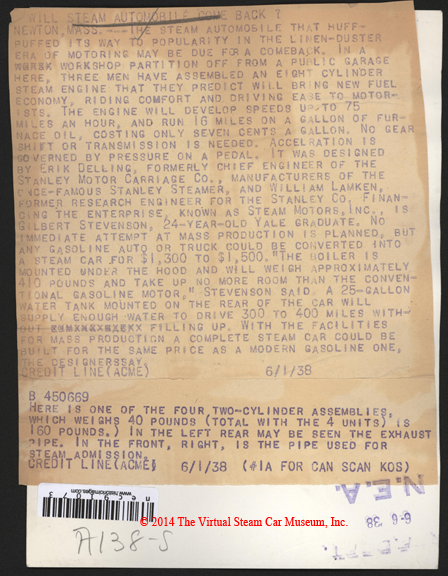 WILL STEAM AUTOMOBILE COME BACK ?
NEWTON, MASS. -- THE STEAM AUTOMOBILE THAT HUFF-
PUFFED ITS WAY TO POPULARITY IN THE LINEN-DUSTER
ERA OF MOTORING MAY BE DUE FOR A COMEBACK. IN A
WORSK WORKSHOP PARTITION OFF FROM A PUBLIC GARAGE
HERE, THREE MEN HAVE ASSEMBLED AN EIGHT CYLINDER
STEAM ENGINE THAT THEY PREDICT WILL BRING NEW FUEL
ECONOMY, RIDING COMFORT AND DRIVING EASE TO MOTOR-
ISTS. THE ENGINE WILL DEVELOP SPEEDS UP TO 75
MILES AN HOUR, AND RUN 16 MILES ON A GALLON OF FUR-
NACE OIL, COSTING ONLY SEVEN CENTS A GALLON. NO GEAR
SHIFT OR TRANSMISSION IS NEEDED. ACCELRATION IS
GOVERNED BY PRESSURE ON A PEDAL. IT WAS DESIGNED
BY ERIK DELLING, FORMERLY CHIEF ENGINEER OF THE
STANLEY MOTOR CARRIAGE CO., MANUFACTURERS OF THE
ONCE-FAMOUS STANLEY STEAMER, AND WILLIAM LAMKEN,
FORMER RESEARCH ENGINEER FOR THE STANLEY CO. FINAN-
CING THE ENTERPRISE, KNOWN AS STEAM MOTORS, INC., IS
GILBERT STEVENSON, 24-YEAR-OLD YALE GRADUATE. NO
IMMEDIATE ATTEMPT AT MASS PRODUCTION IS PLANNED, BUT
ANY GASOLINE AUTO OR TRUCK COULD BE CONVERTED INTO
A STEAM CAR FOR $1,300 TO $1,500. "THE BOILER IS
MOUNTED UNDER THE HOOD AND WILL WEIGH APPROXIMATELY
410 POUNDS AND TAKE UP NO MORE ROOM THAN THE CONVEN-
TIONAL GASOLINE MOTOR," STEVENSON SAID. A 25-GALLON
WATER TANK MOUNTED ON THE REAR OF THE CAR WILL
SUPPLY ENOUGH WATER TO DRIVE 300 TO 400 MILES WITH-
OUT FILLING UP. WITH THE FACILITIES
FOR MASS PRODUCTION A COMPLETE STEAM CAR COULD BE
BUILT FOR THE SAME PRICE AS A MODERN GASOLINE ONE,
THE DESIGNERSSAY.
CREDIT LINE (ACME) 6/1/38
B 450669
HERE IS ONE OF THE FOUR TWO-CYLINDER ASSEMBLIES,
WHICH WEIGHS 40 POUNDS (TOTAL WITH THE 4 UNITS) IS
160 POUNDS.) IN THE LEFT REAR MAY BE SEEN THE EXHAUST
PIPE. IN THE FRONT, RIGHT, IS THE PIPE USED FOR
STEAM ADMISSION.
CREDIT LINE(ACME) 6/1/38 (#1A FOR CAN SCAN KOS)
N.E.A.
6-6 '38
www.historicimages.com
© 2014 The Virtual Steam Car Museum, Inc.
A138-S